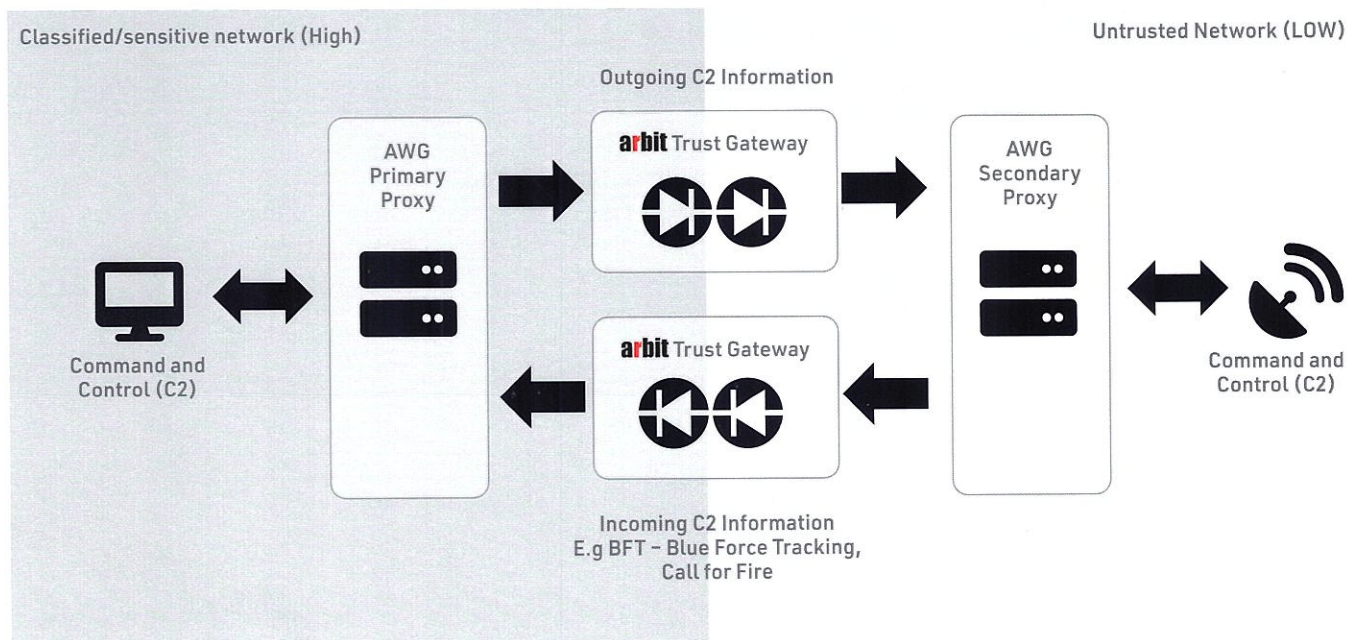 Classified/sensitive network (High)
Untrusted Network (LOW)
Outgoing C2 Information
arbit Trust Gateway
AWG
Primary
Proxy
AWG
Secondary
Proxy
Command and
Control (C2)
arbit Trust Gateway
Command and
Control (C2)
Incoming C2 Information
E.g BFT – Blue Force Tracking,
Call for Fire